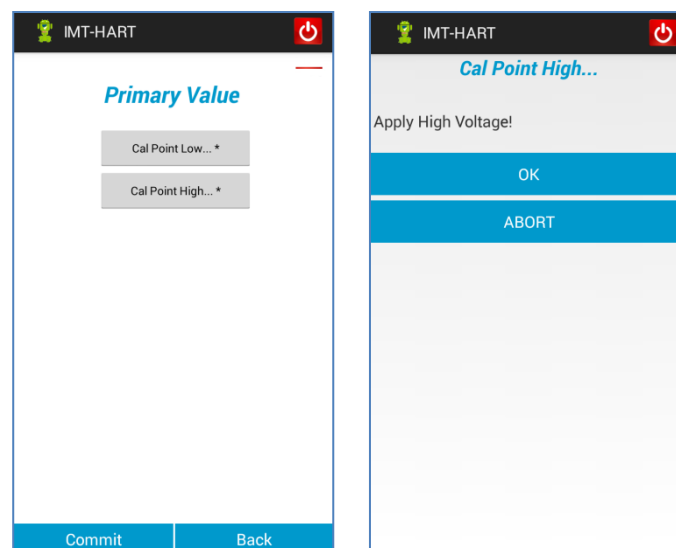 IMT-HART
Primary Value
Cal Point Low... *
Cal Point High... *
Commit
Back
IMT-HART
Cal Point High...
Apply High Voltage!
OK
ABORT